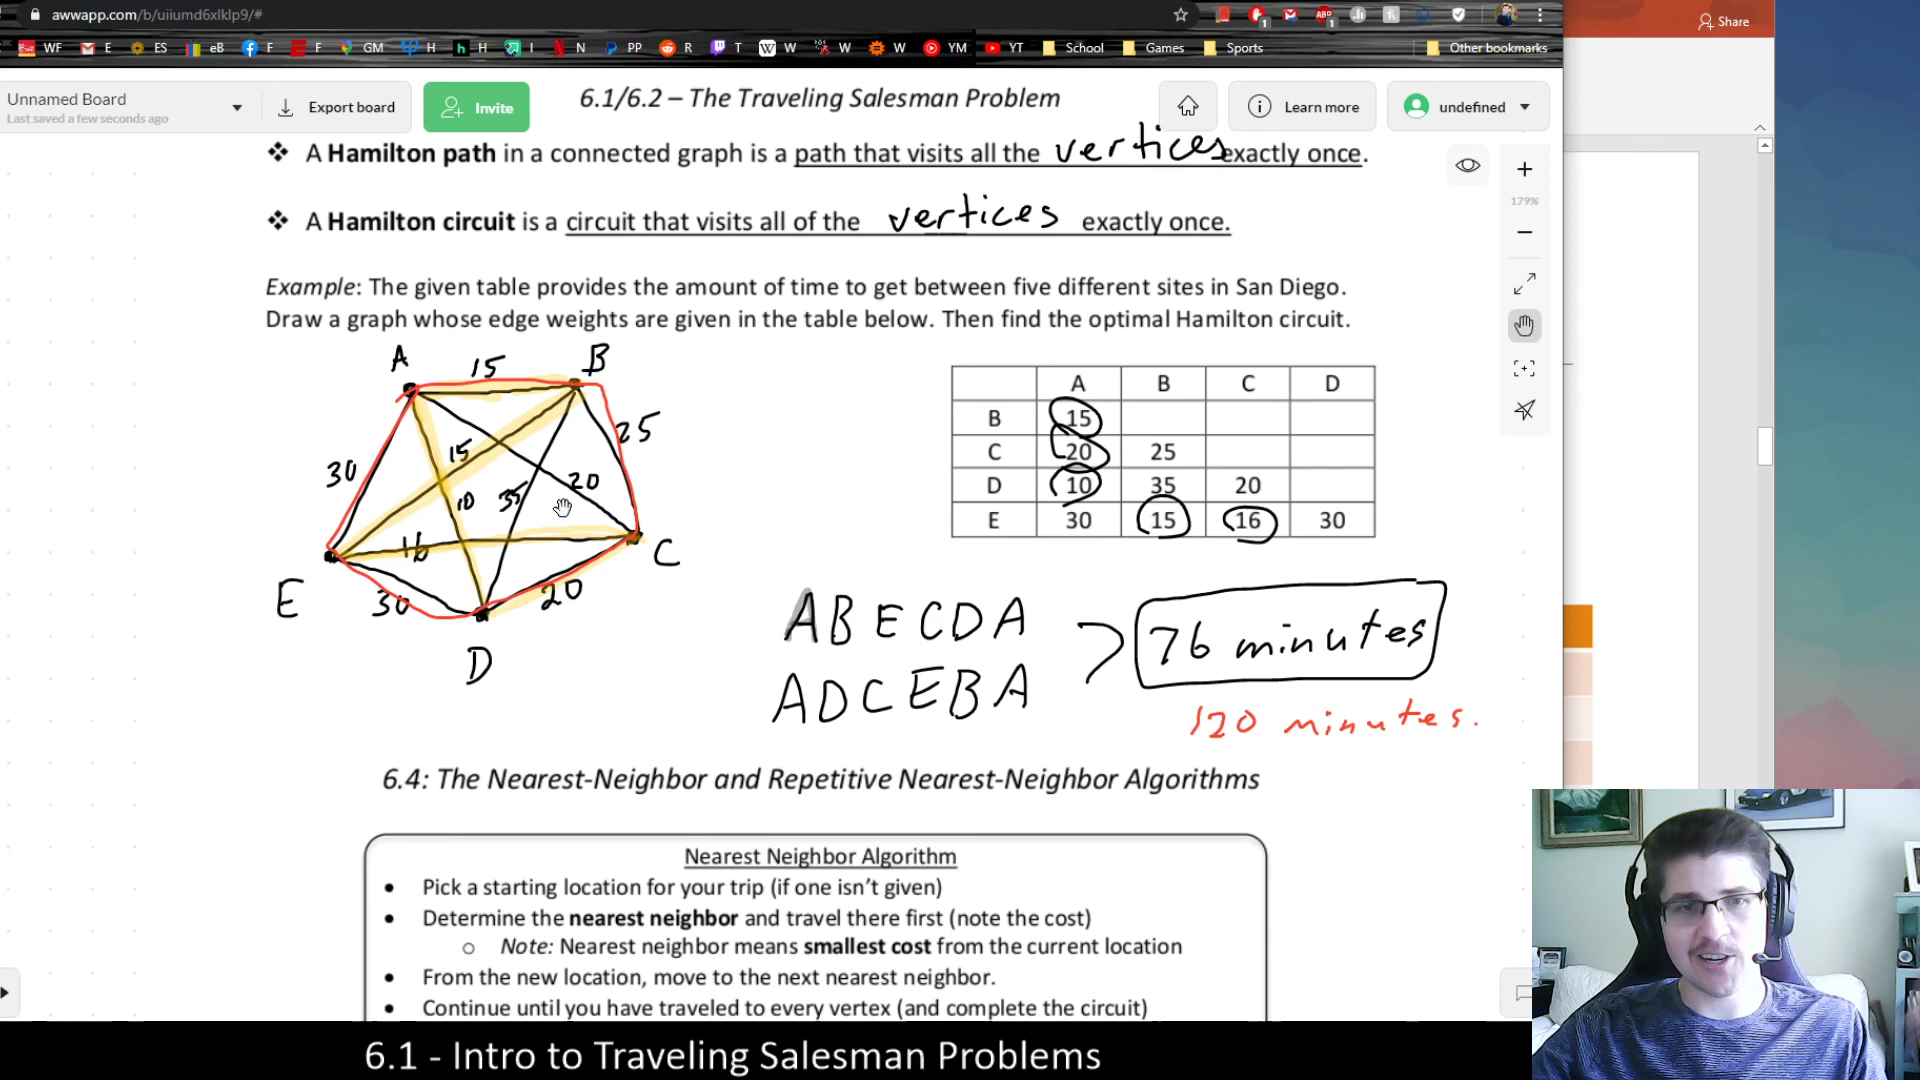 awwapp.com/b/uiiumd6xlklp9/#
WF E ES eB F F GM H H I N PP R T W W W YM YT School Games Sports Other bookmarks
Share
Unnamed Board
Last saved a few seconds ago
Export board
Invite
6.1/6.2 – The Traveling Salesman Problem
Learn more
undefined
❖ A Hamilton path in a connected graph is a path that visits all the vertices exactly once.
❖ A Hamilton circuit is a circuit that visits all of the vertices exactly once.
179%
Example: The given table provides the amount of time to get between five different sites in San Diego.
Draw a graph whose edge weights are given in the table below. Then find the optimal Hamilton circuit.
A 15 B
25
30 15 20
10 35
16
C
E 30 20
D
A B C D
B 15
C 20 25
D 10 35 20
E 30 15 16 30
ABECDA
ADCEBA
> 76 minutes
120 minutes.
6.4: The Nearest-Neighbor and Repetitive Nearest-Neighbor Algorithms
Nearest Neighbor Algorithm
• Pick a starting location for your trip (if one isn't given)
• Determine the nearest neighbor and travel there first (note the cost)
o Note: Nearest neighbor means smallest cost from the current location
• From the new location, move to the next nearest neighbor.
• Continue until you have traveled to every vertex (and complete the circuit)
6.1 - Intro to Traveling Salesman Problems